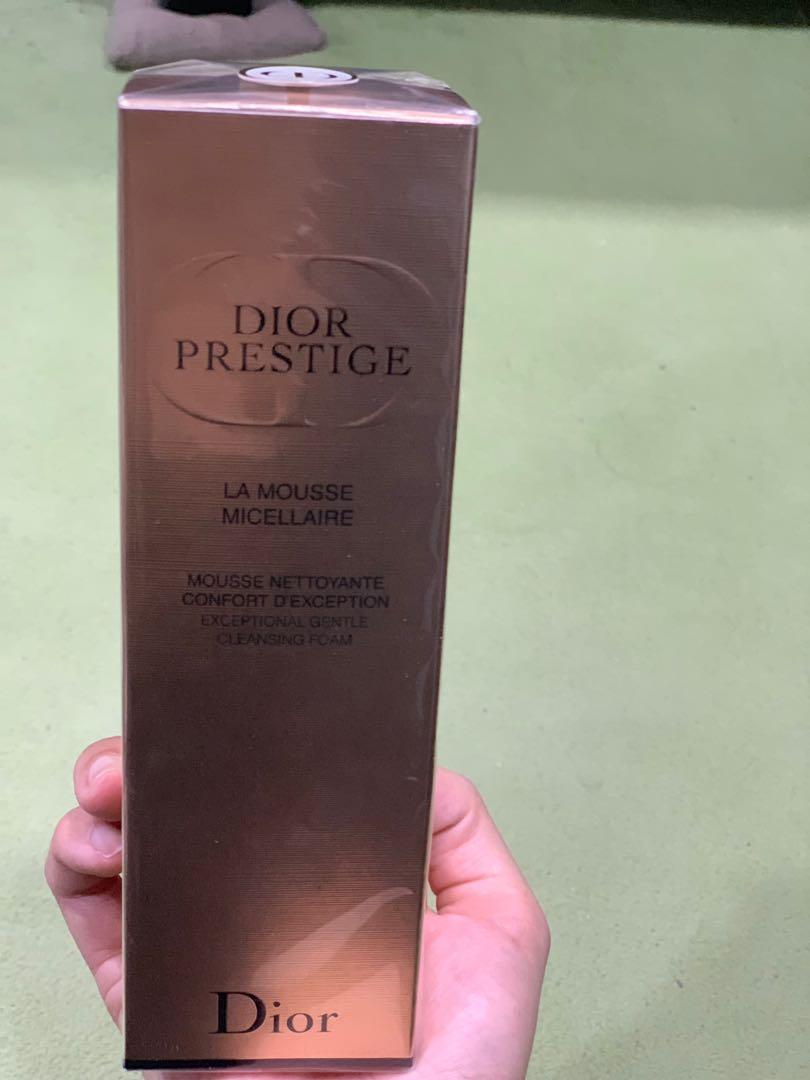 DIOR
PRESTIGE
LA MOUSSE
MICELLAIRE
MOUSSE NETTOYANTE
CONFORT D'EXCEPTION
EXCEPTIONAL GENTLE
CLEANSING FOAM
Dior